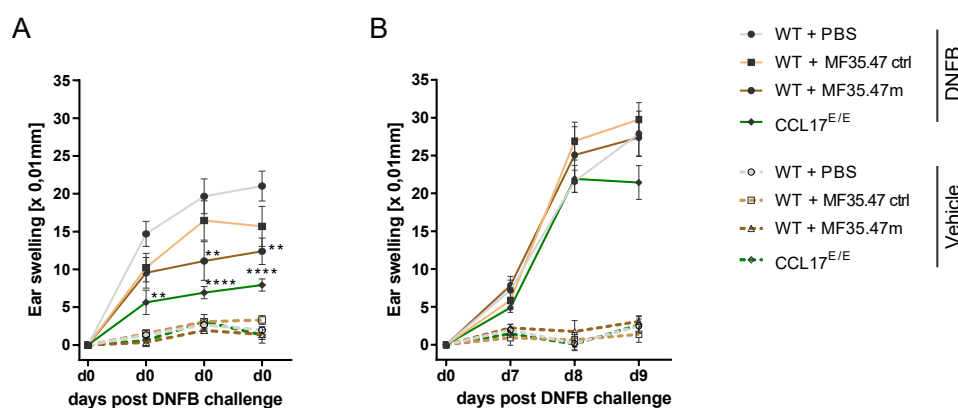 A
B
35
30
25
20
15
10
5
0
Ear swelling [x 0,01mm]
**
****
**
**
****
d0 d0 d0 d0
days post DNFB challenge
35
30
25
20
15
10
5
0
Ear swelling [x 0,01mm]
d0 d7 d8 d9
days post DNFB challenge
WT + PBS
WT + MF35.47 ctrl
WT + MF35.47m
CCL17E/E
DNFB
WT + PBS
WT + MF35.47 ctrl
WT + MF35.47m
CCL17E/E
Vehicle